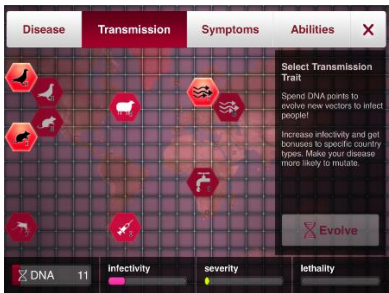 Disease Transmission Symptoms Abilities X
Select Transmission
Trait
Spend DNA points to
evolve new vectors to infect
people!
Increase infectivity and get
bonuses to specific country
types. Make your disease
more likely to mutate.
Evolve
DNA 11 infectivity severity lethality